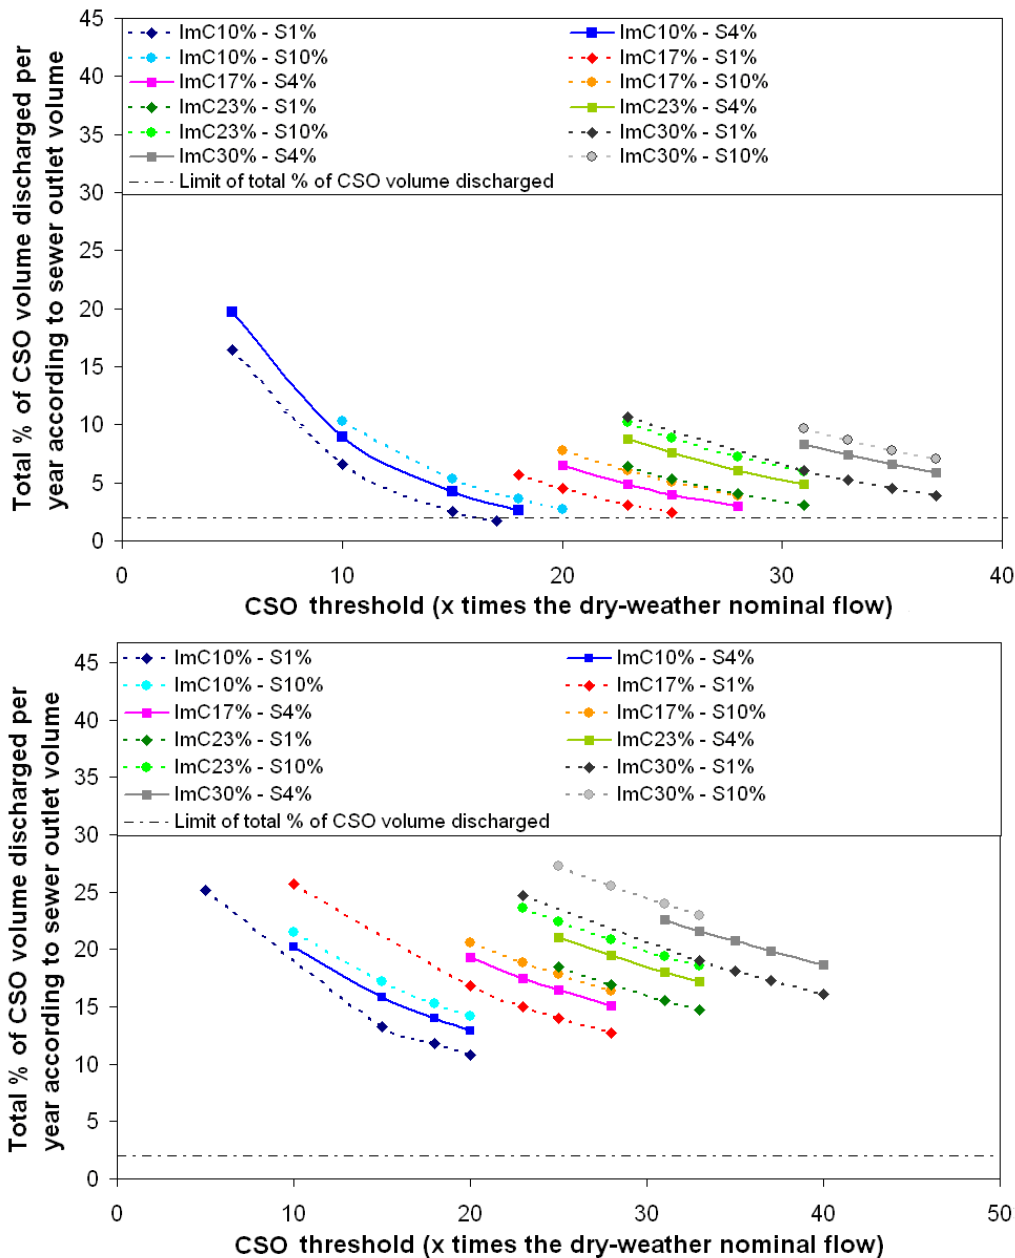 Total % of CSO volume discharged per
year according to sewer outlet volume
45
40
35
30
25
20
15
10
5
0
ImC10% - S1%
ImC10% - S4%
ImC10% - S10%
ImC17% - S1%
ImC17% - S4%
ImC17% - S10%
ImC23% - S1%
ImC23% - S4%
ImC23% - S10%
ImC30% - S1%
ImC30% - S4%
ImC30% - S10%
Limit of total % of CSO volume discharged
0 10 20 30 40
CSO threshold (x times the dry-weather nominal flow)
Total % of CSO volume discharged per
year according to sewer outlet volume
45
40
35
30
25
20
15
10
5
0
ImC10% - S1%
ImC10% - S4%
ImC10% - S10%
ImC17% - S1%
ImC17% - S4%
ImC17% - S10%
ImC23% - S1%
ImC23% - S4%
ImC23% - S10%
ImC30% - S1%
ImC30% - S4%
ImC30% - S10%
Limit of total % of CSO volume discharged
0 10 20 30 40 50
CSO threshold (x times the dry-weather nominal flow)